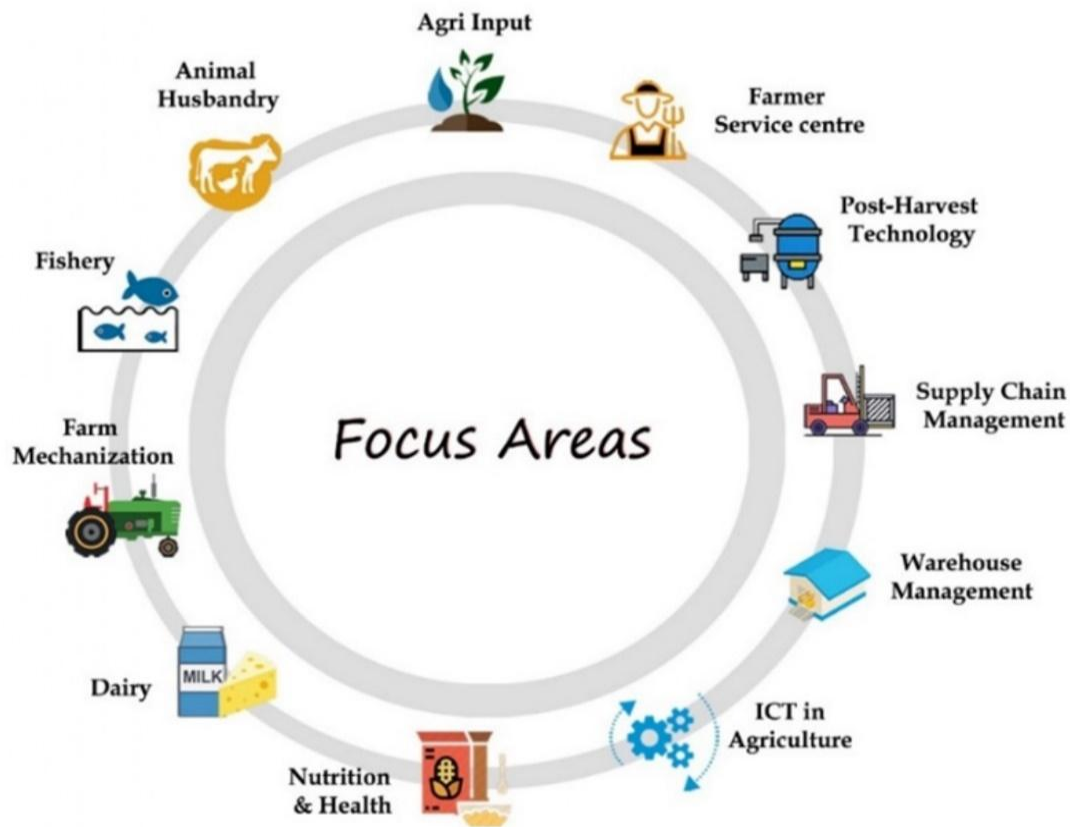 Agri Input
Farmer
Service centre
Post-Harvest
Technology
Supply Chain
Management
Warehouse
Management
ICT in
Agriculture
Nutrition
& Health
Dairy
MILK
Farm
Mechanization
Fishery
Animal
Husbandry
Focus Areas